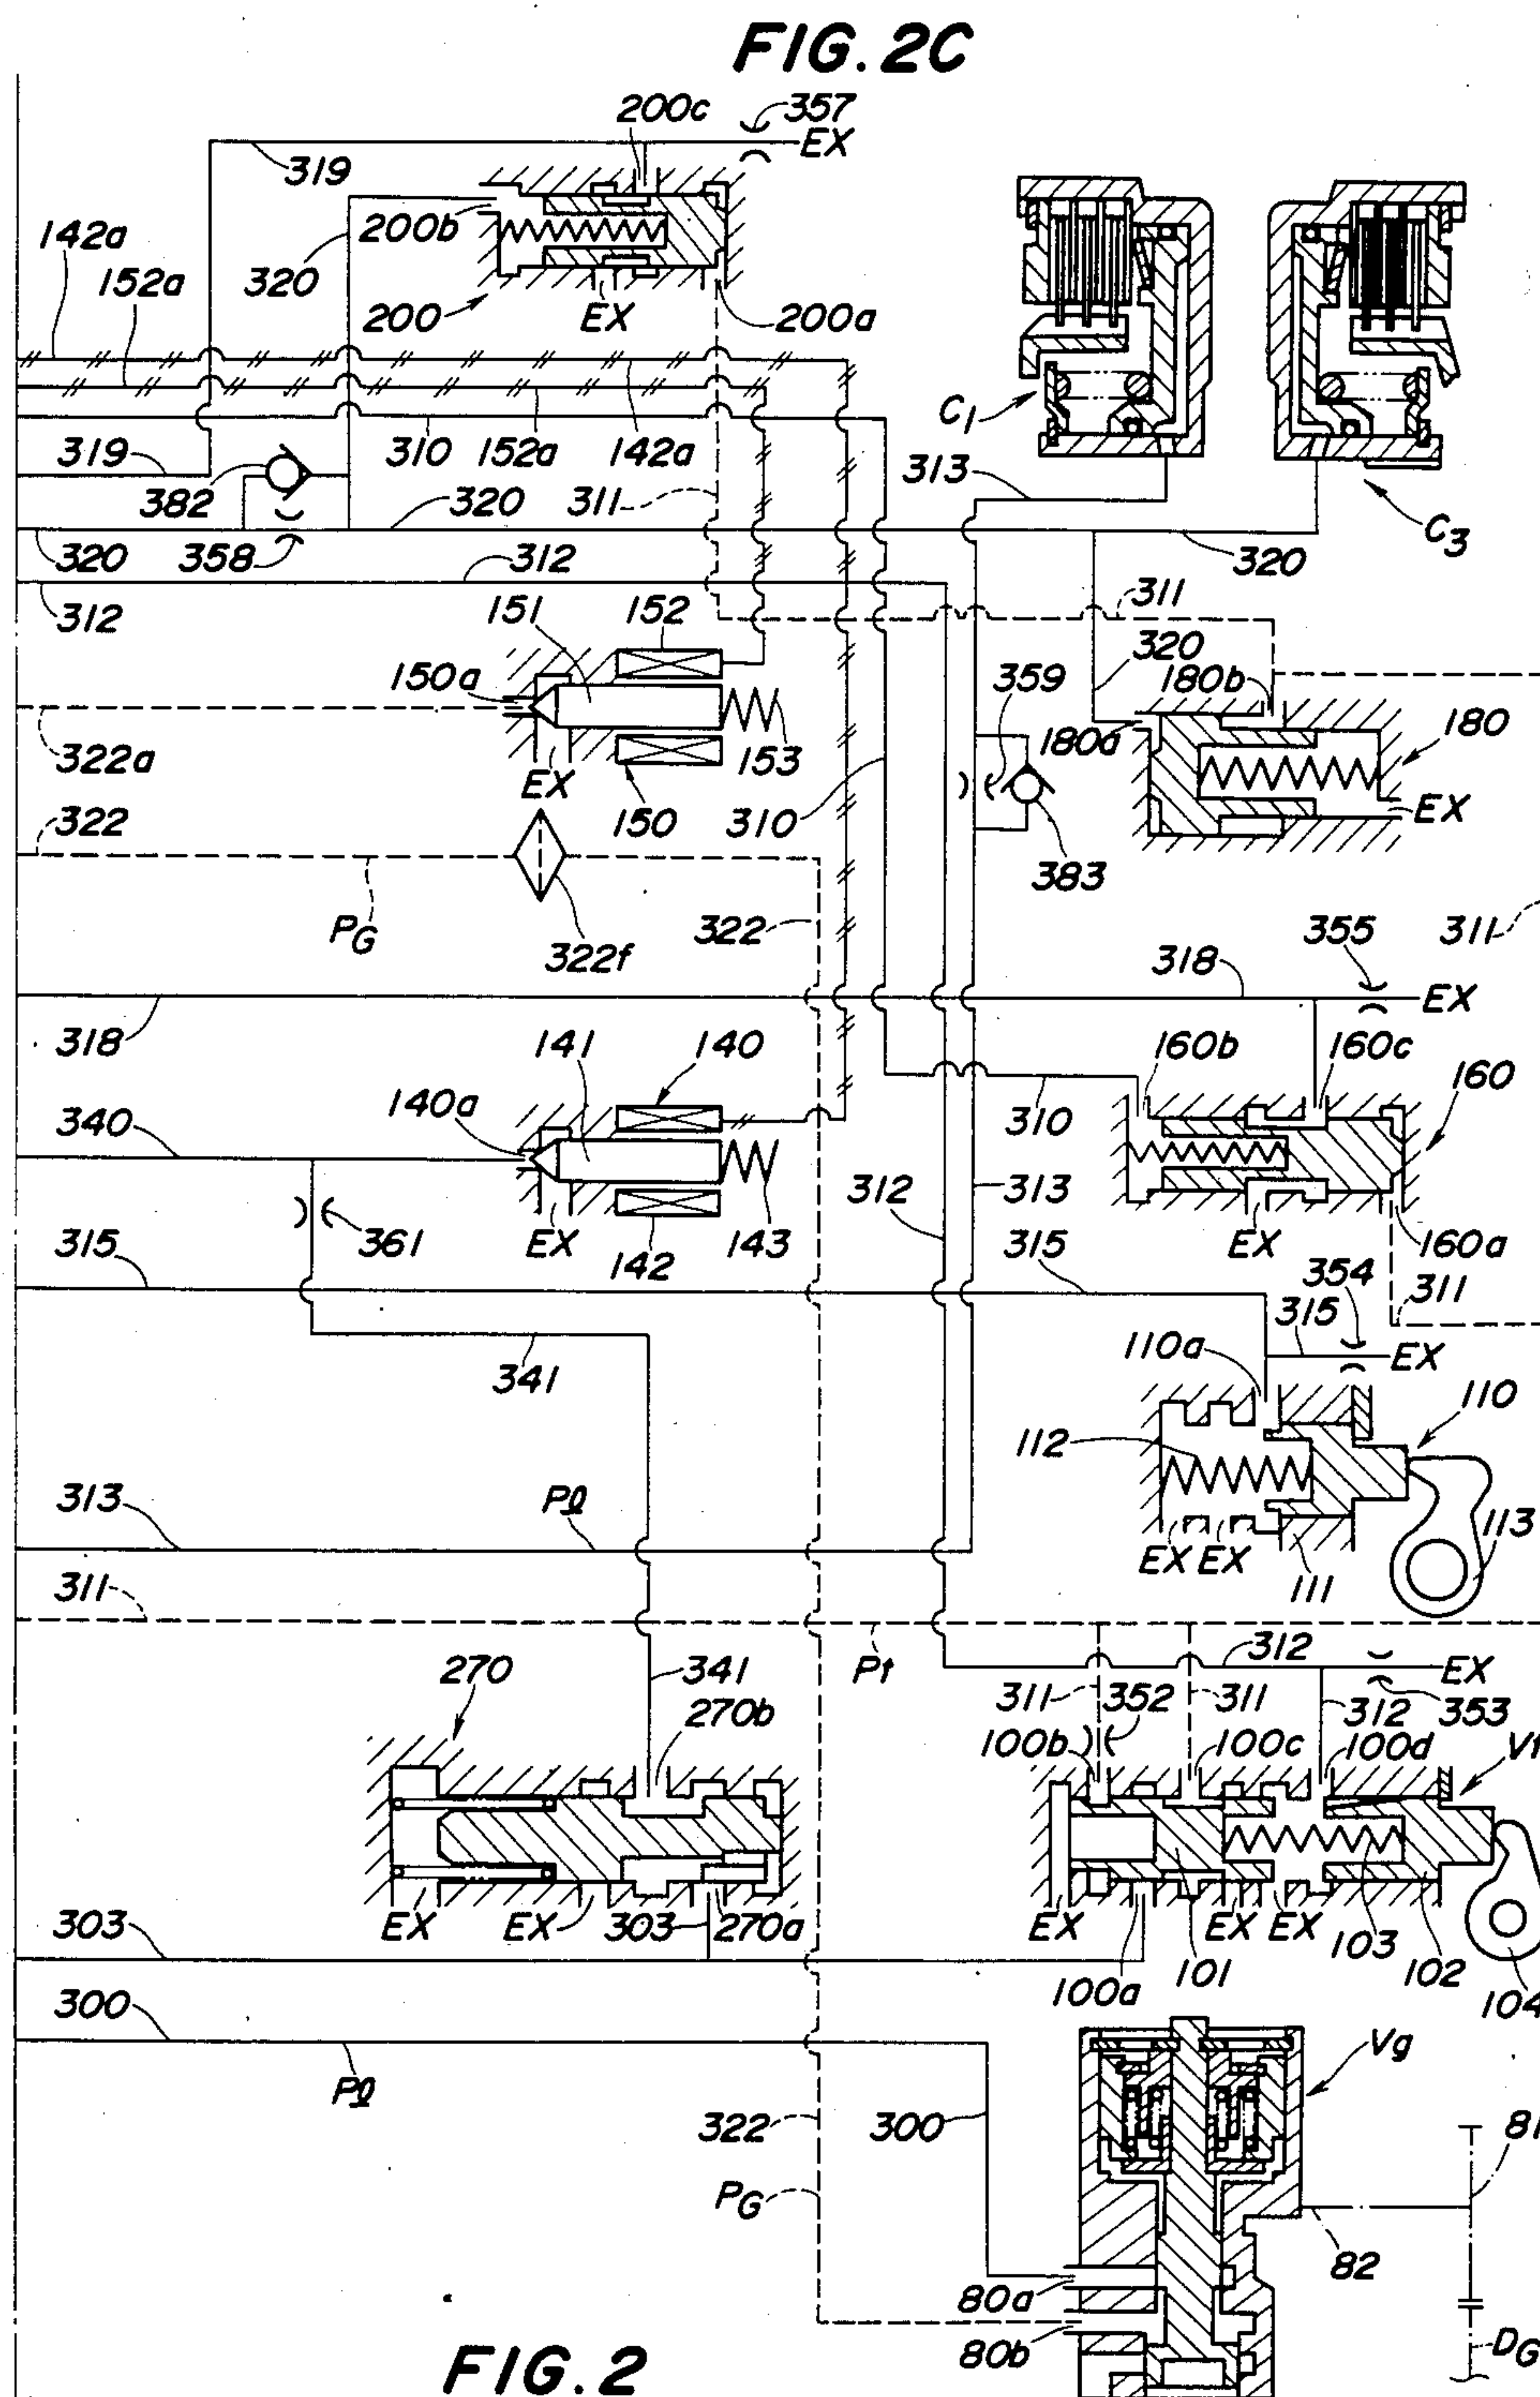 FIG. 2C
200c 357
EX
319
200b
142a
320
152a
200 EX 200a
C1
319 310 152a 142a 313
382 320 311
C3
320 358 312 320
312 151 152 311
320
150a 359 180b
180a 180
322a 153
EX EX
322 150 310
383
PG 322 355 311
322f 318
EX
318 141 140 160b 160c
160
140a
340 310
312 313
361 EX 143 315 EX 160a
315 142 354
315 311
110a EX
341 110
112
313 Pl
113
EX EX
311 111
Pt 312
EX
270 341 311 352 311 312 353
270b 100b 100c 100d Vt
EX EX 303 270a EX EX EX 103
303 100a 101 102
104
300
Vg
Pl
322 300 81
PG
82
80a
80b DG
FIG. 2